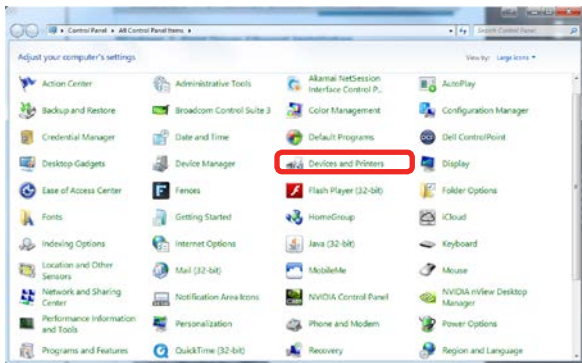 Control Panel ▸ All Control Panel Items ▸
Search Control Panel
Adjust your computer's settings
View by: Large icons
Action Center
Administrative Tools
Akamai NetSession
Interface Control P...
AutoPlay
Backup and Restore
Broadcom Control Suite 3
Color Management
Configuration Manager
Credential Manager
Date and Time
Default Programs
Dell ControlPoint
Desktop Gadgets
Device Manager
Devices and Printers
Display
Ease of Access Center
Fences
Flash Player (32-bit)
Folder Options
Fonts
Getting Started
HomeGroup
iCloud
Indexing Options
Internet Options
Java (32-bit)
Keyboard
Location and Other
Sensors
Mail (32-bit)
MobileMe
Mouse
Network and Sharing
Center
Notification Area Icons
NVIDIA Control Panel
NVIDIA nView Desktop
Manager
Performance Information
and Tools
Personalization
Phone and Modem
Power Options
Programs and Features
QuickTime (32-bit)
Recovery
Region and Language